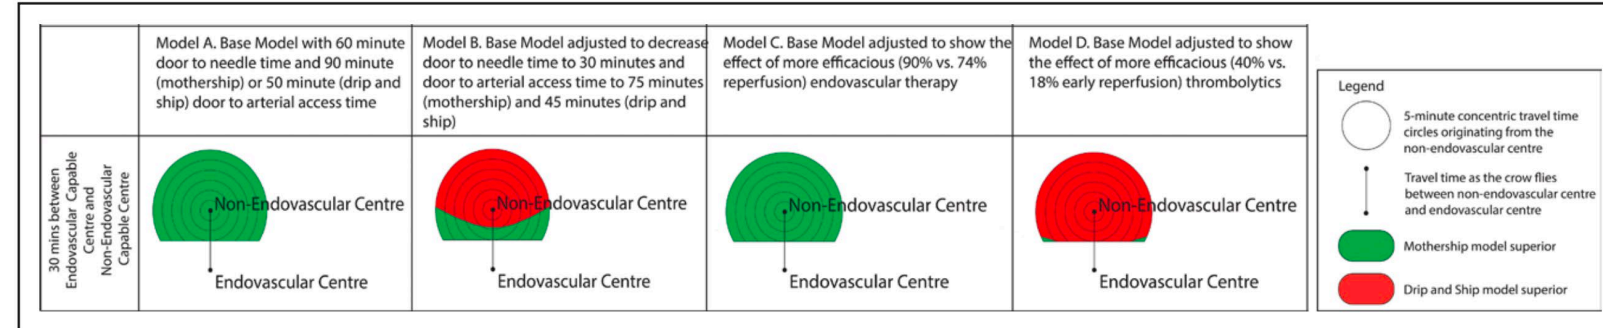 Model A. Base Model with 60 minute
door to needle time and 90 minute
(mothership) or 50 minute (drip and
ship) door to arterial access time
Model B. Base Model adjusted to decrease
door to needle time to 30 minutes and
door to arterial access time to 75 minutes
(mothership) and 45 minutes (drip and
ship)
Model C. Base Model adjusted to show the
effect of more efficacious (90% vs. 74%
reperfusion) endovascular therapy
Model D. Base Model adjusted to show
the effect of more efficacious (40% vs.
18% early reperfusion) thrombolytics
30 mins between
Endovascular Capable
Centre and
Non-Endovascular
Capable Centre
Non-Endovascular Centre
Endovascular Centre
Non-Endovascular Centre
Endovascular Centre
Non-Endovascular Centre
Endovascular Centre
Non-Endovascular Centre
Endovascular Centre
Legend
5-minute concentric travel time
circles originating from the
non-endovascular centre
Travel time as the crow flies
between non-endovascular centre
and endovascular centre
Mothership model superior
Drip and Ship model superior